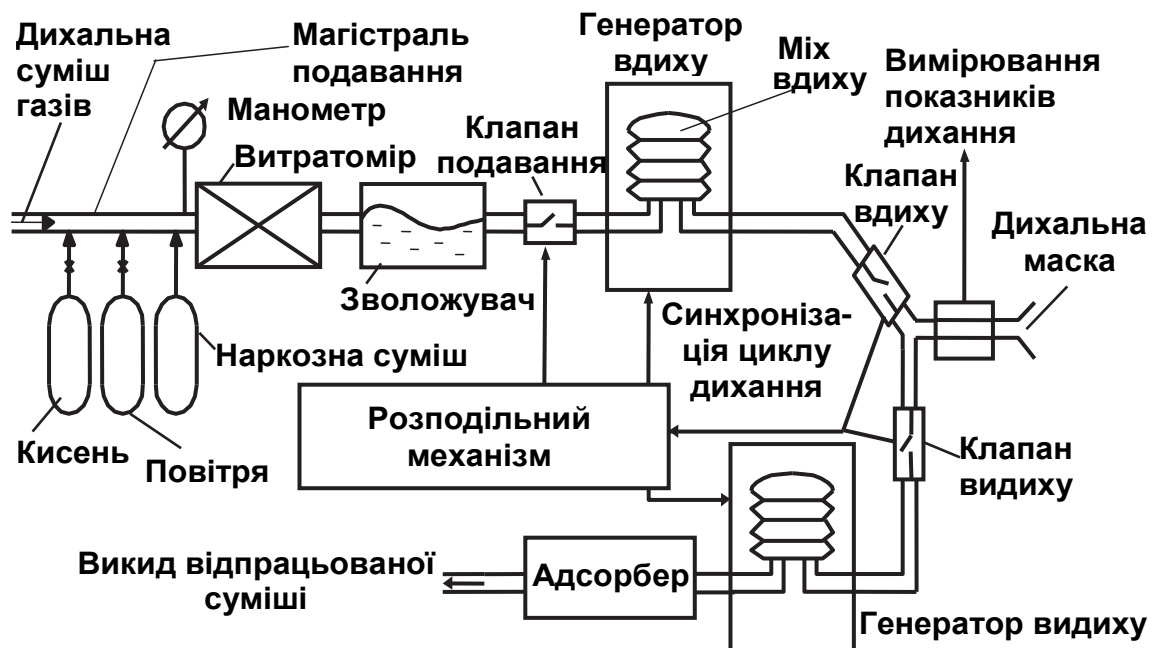 Дихальна
суміш
газів
Магістраль
подавання
Генератор
вдиху
Міх
вдиху
Вимірювання
показників
дихання
Манометр
Клапан
подавання
Витратомір
Клапан
вдиху
Дихальна
маска
Зволожувач
Синхроніза-
ція циклу
дихання
Наркозна суміш
Розподільний
механізм
Кисень
Повітря
Клапан
видиху
Викид відпрацьованої
суміші
Адсорбер
Генератор видиху